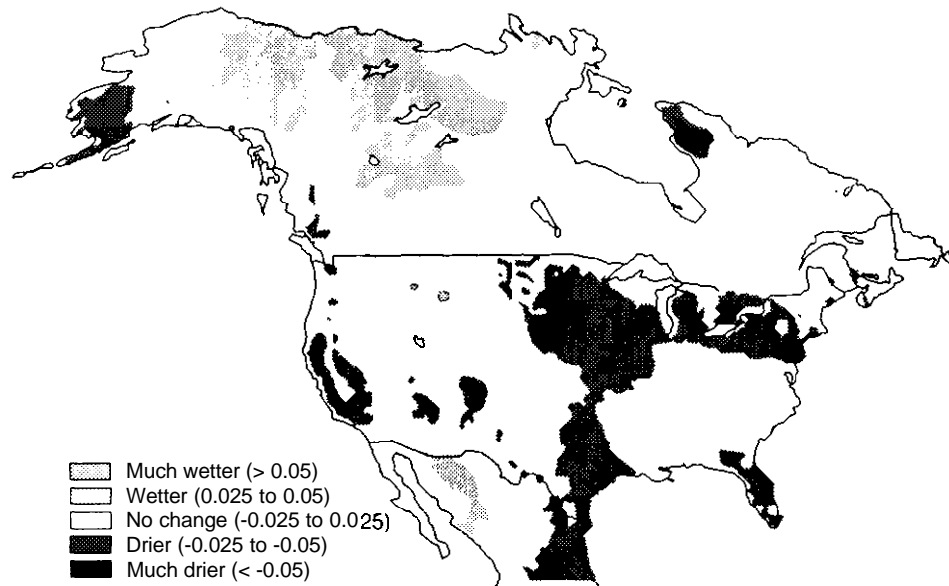 Much wetter (> 0.05)
Wetter (0.025 to 0.05)
No change (-0.025 to 0.025)
Drier (-0.025 to -0.05)
Much drier (< -0.05)